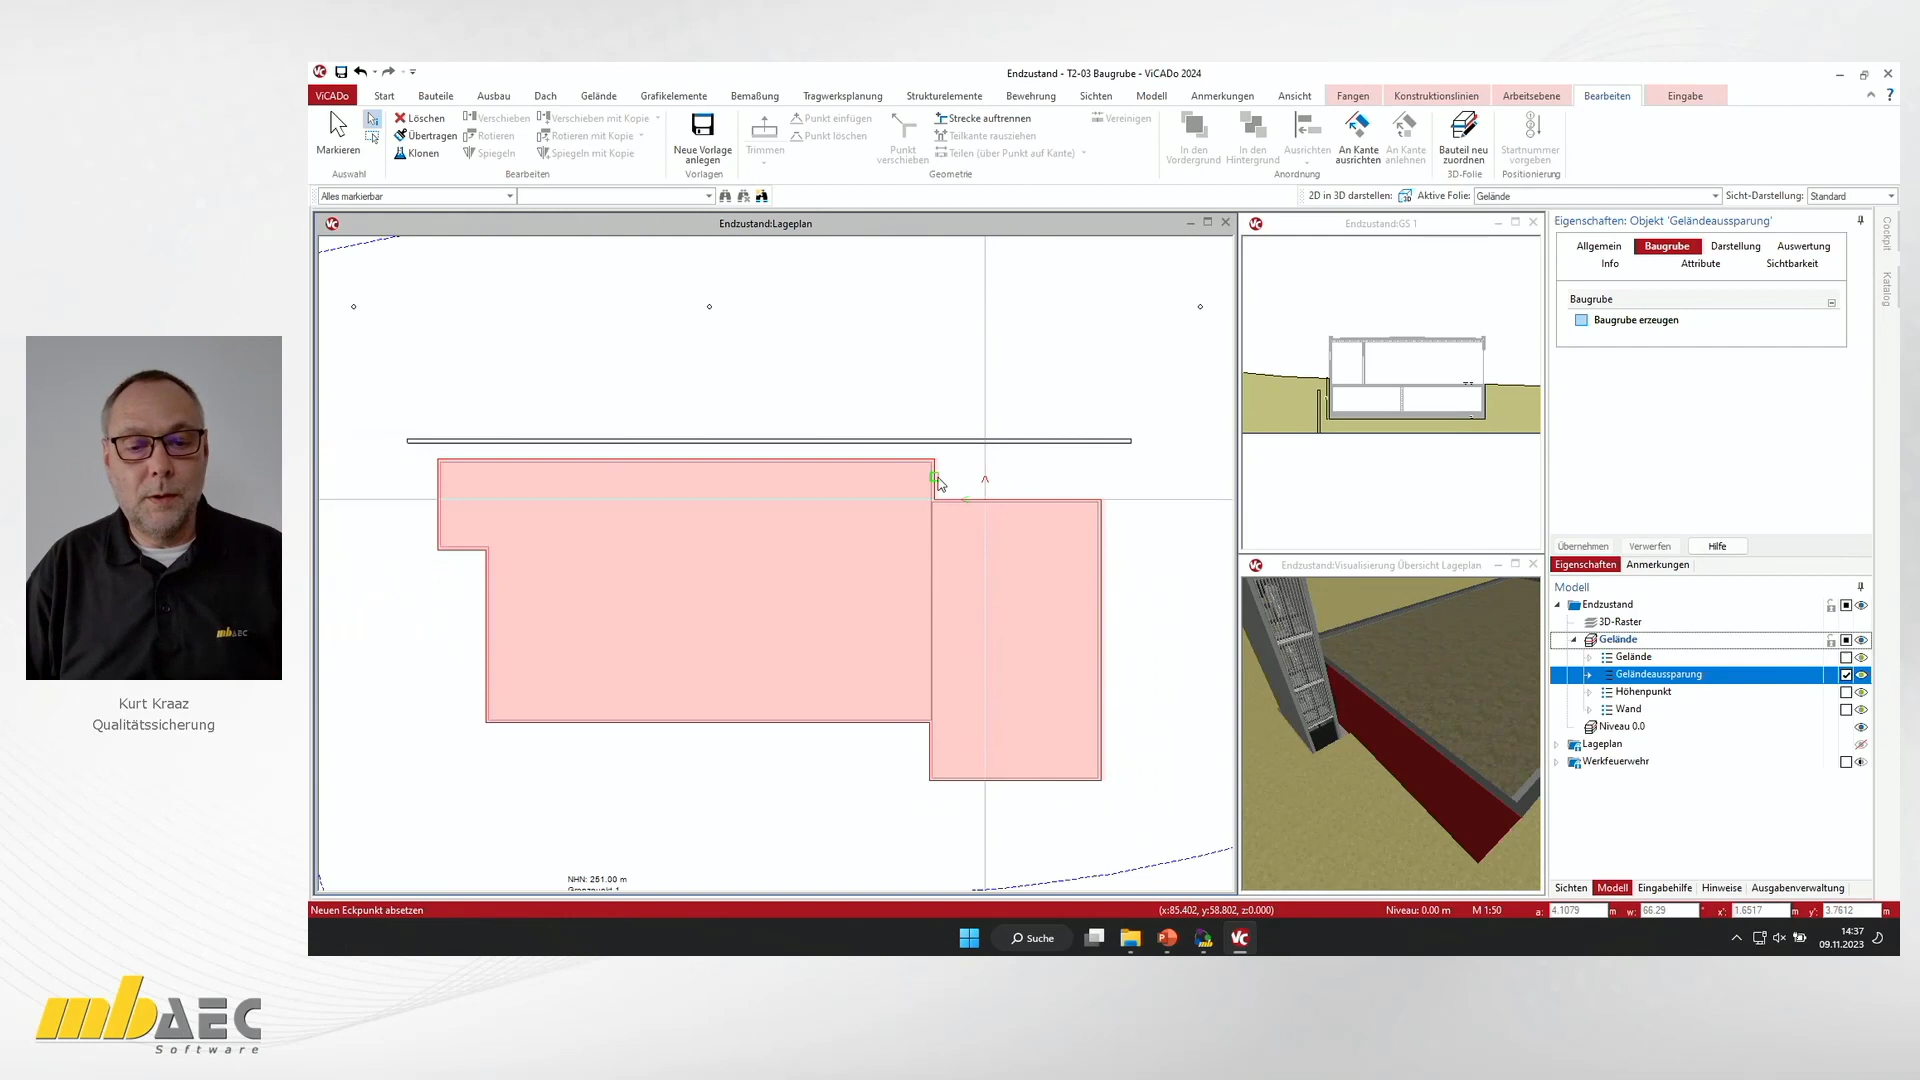 Endzustand - T2-03 Baugrube - ViCADo 2024
ViCADo Start Bauteile Ausbau Dach Gelände Grafikelemente Bemaßung Tragwerksplanung Strukturelemente Bewehrung Sichten Modell Anmerkungen Ansicht Fangen Konstruktionslinien Arbeitsebene Bearbeiten Eingabe
Markieren
Auswahl
Löschen Verschieben Verschieben mit Kopie
Übertragen Rotieren Rotieren mit Kopie
Klonen Spiegeln Spiegeln mit Kopie
Bearbeiten
Neue Vorlage
anlegen
Vorlagen
Trimmen
Punkt einfügen
Punkt löschen
Punkt
verschieben
Strecke auftrennen
Teilkante rausziehen
Teilen (über Punkt auf Kante)
Vereinigen
Geometrie
In den
Vordergrund
In den
Hintergrund
Ausrichten
An Kante
ausrichten
An Kante
anlehnen
Anordnung
Bauteil neu
zuordnen
3D-Folie
Startnummer
vorgeben
Positionierung
Alles markierbar
2D in 3D darstellen: Aktive Folie: Gelände Sicht-Darstellung: Standard
Endzustand:Lageplan
Endzustand:GS 1
Endzustand:Visualisierung Übersicht Lageplan
NHN: 251.00 m
Grenzpunkt 1
Eigenschaften: Objekt 'Geländeaussparung'
Allgemein Baugrube Darstellung Auswertung
Info Attribute Sichtbarkeit
Baugrube
Baugrube erzeugen
Übernehmen Verwerfen Hilfe
Eigenschaften Anmerkungen
Modell
Endzustand
3D-Raster
Gelände
Gelände
Geländeaussparung
Höhenpunkt
Wand
Niveau 0.0
Lageplan
Werkfeuerwehr
Sichten Modell Eingabehilfe Hinweise Ausgabenverwaltung
Cockpit
Katalog
Neuen Eckpunkt absetzen (x:85.402, y:58.802, z:0.000) Niveau: 0.00 m M 1:50 a: 4.1079 m w: 66.29 ° x': 1.6517 m y': 3.7612 m
Suche
14:37
09.11.2023
mbAEC
Kurt Kraaz
Qualitätssicherung
mbAEC
Software